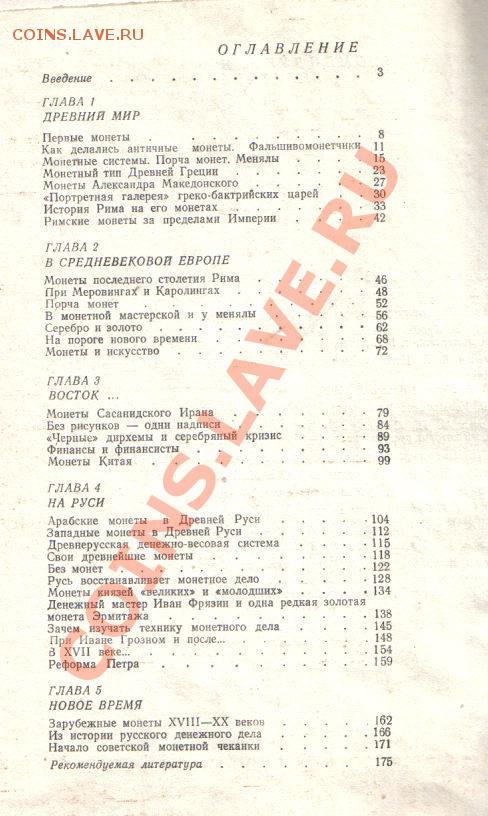 COINS.LAVE.RU
ОГЛАВЛЕНИЕ
Введение . . . . . . . . . . . . . 3
ГЛАВА 1
ДРЕВНИЙ МИР
Первые монеты . . . . . . . . . . 8
Как делались античные монеты. Фальшивомонетчики 11
Монетные системы. Порча монет. Менялы . . . . 15
Монетный тип Древней Греции . . . . . . 23
Монеты Александра Македонского . . . . . . 27
«Портретная галерея» греко-бактрийских царей . . 30
История Рима на его монетах . . . . . . 33
Римские монеты за пределами Империи . . . . 42
ГЛАВА 2
В СРЕДНЕВЕКОВОЙ ЕВРОПЕ
Монеты последнего столетия Рима . . . . . 46
При Меровингах и Каролингах . . . . . . 48
Порча монет . . . . . . . . . . 52
В монетной мастерской и у менялы . . . . . 56
Серебро и золото . . . . . . . . . 62
На пороге нового времени . . . . . . . 68
Монеты и искусство . . . . . . . . 72
ГЛАВА 3
ВОСТОК ...
Монеты Сасанидского Ирана . . . . . . 79
Без рисунков — одни надписи . . . . . . 84
«Черные» дирхемы и серебряный кризис . . . . 89
Финансы и финансисты . . . . . . . 93
Монеты Китая . . . . . . . . . . 99
ГЛАВА 4
НА РУСИ
Арабские монеты в Древней Руси . . . . . 104
Западные монеты в Древней Руси . . . . . 112
Древнерусская денежно-весовая система . . . . 115
Свои древнейшие монеты . . . . . . . 118
Без монет . . . . . . . . . . . 122
Русь восстанавливает монетное дело . . . . . 128
Монеты князей «великих» и «молодших» . . . . 134
Денежный мастер Иван Фрязин и одна редкая золотая
монета Эрмитажа . . . . . . . . . 138
Зачем изучать технику монетного дела . . . . 145
При Иване Грозном и после... . . . . . . 148
В XVII веке... . . . . . . . . . . 154
Реформа Петра . . . . . . . . . 159
ГЛАВА 5
НОВОЕ ВРЕМЯ
Зарубежные монеты XVIII—XX веков . . . . 162
Из истории русского денежного дела . . . . . 166
Начало советской монетной чеканки . . . . . 171
Рекомендуемая литература . . . . . . . 175
COINS.LAVE.RU